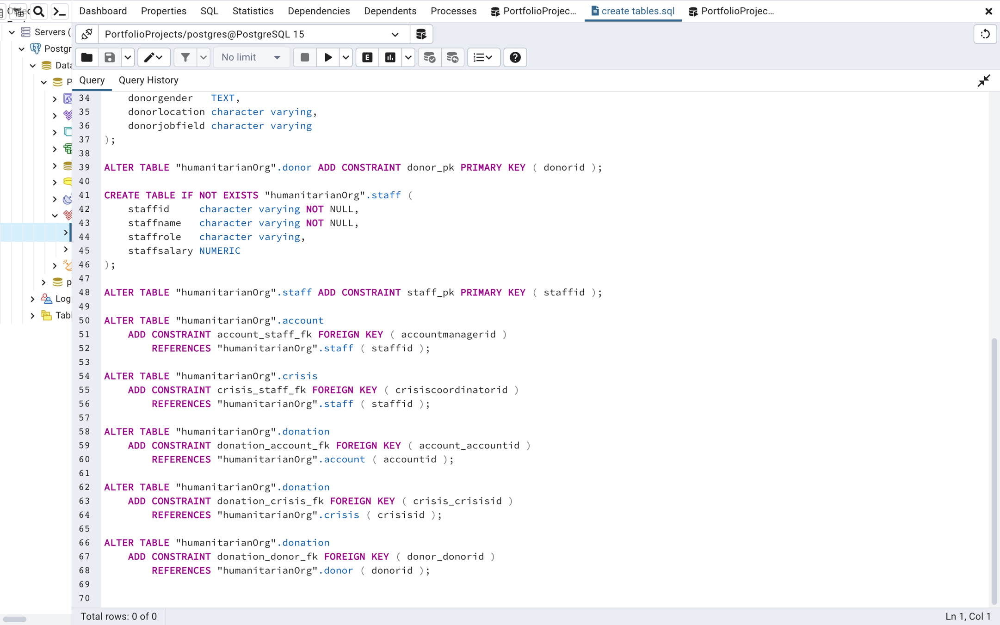 Dashboard Properties SQL Statistics Dependencies Dependents Processes PortfolioProjec... create tables.sql PortfolioProjec...
Servers (
PortfolioProjects/postgres@PostgreSQL 15
Postgr
No limit
Data
P
Query Query History
34 donorgender TEXT,
35 donorlocation character varying,
36 donorjobfield character varying
37 );
38
39 ALTER TABLE "humanitarianOrg".donor ADD CONSTRAINT donor_pk PRIMARY KEY ( donorid );
40
41 CREATE TABLE IF NOT EXISTS "humanitarianOrg".staff (
42 staffid character varying NOT NULL,
43 staffname character varying NOT NULL,
44 staffrole character varying,
45 staffsalary NUMERIC
46 );
p
47
48 ALTER TABLE "humanitarianOrg".staff ADD CONSTRAINT staff_pk PRIMARY KEY ( staffid );
Log
49
Tabl
50 ALTER TABLE "humanitarianOrg".account
51 ADD CONSTRAINT account_staff_fk FOREIGN KEY ( accountmanagerid )
52 REFERENCES "humanitarianOrg".staff ( staffid );
53
54 ALTER TABLE "humanitarianOrg".crisis
55 ADD CONSTRAINT crisis_staff_fk FOREIGN KEY ( crisiscoordinatorid )
56 REFERENCES "humanitarianOrg".staff ( staffid );
57
58 ALTER TABLE "humanitarianOrg".donation
59 ADD CONSTRAINT donation_account_fk FOREIGN KEY ( account_accountid )
60 REFERENCES "humanitarianOrg".account ( accountid );
61
62 ALTER TABLE "humanitarianOrg".donation
63 ADD CONSTRAINT donation_crisis_fk FOREIGN KEY ( crisis_crisisid )
64 REFERENCES "humanitarianOrg".crisis ( crisisid );
65
66 ALTER TABLE "humanitarianOrg".donation
67 ADD CONSTRAINT donation_donor_fk FOREIGN KEY ( donor_donorid )
68 REFERENCES "humanitarianOrg".donor ( donorid );
69
70
Total rows: 0 of 0
Ln 1, Col 1